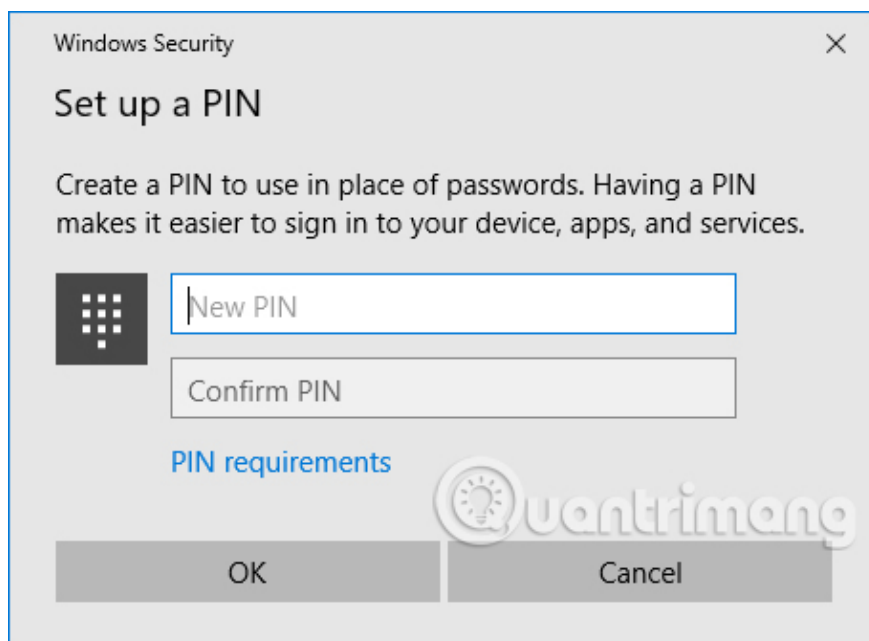 Windows Security
Set up a PIN
Create a PIN to use in place of passwords. Having a PIN
makes it easier to sign in to your device, apps, and services.
New PIN
Confirm PIN
PIN requirements
Quantrimang
OK
Cancel